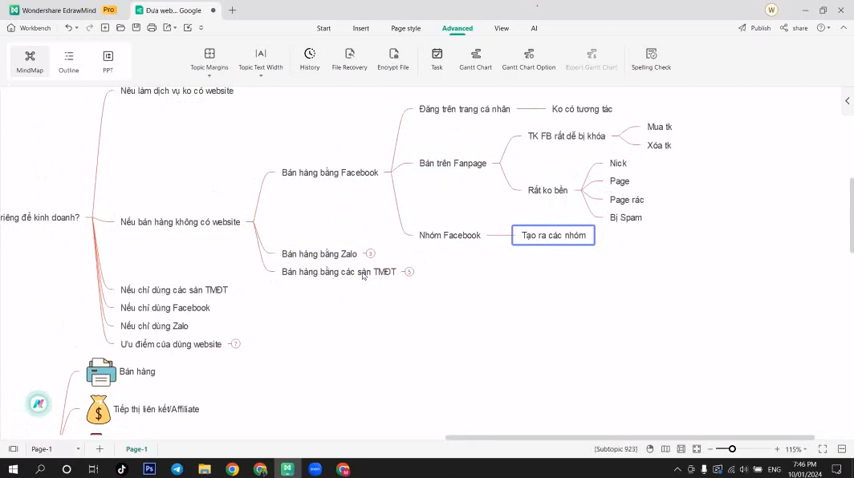 Wondershare EdrawMind Pro Đưa web... Google
W
Workbench Start Insert Page style Advanced View AI Publish share
MindMap Outline PPT Topic Margins Topic Text Width History File Recovery Encrypt File Task Gantt Chart Gantt Chart Option Export Gantt Chart Spelling Check
Nếu làm dịch vụ ko có website
Đăng trên trang cá nhân Ko có tương tác
Mua tk
TK FB rất dễ bị khóa
Xóa tk
Bán trên Fanpage
Nick
Bán hàng bằng Facebook
Page
Rất ko bền
Page rác
Bị Spam
riêng để kinh doanh?
Nếu bán hàng không có website
Nhóm Facebook Tạo ra các nhóm
Bán hàng bằng Zalo 3
Bán hàng bằng các sàn TMĐT 5
Nếu chỉ dùng các sàn TMĐT
Nếu chỉ dùng Facebook
Nếu chỉ dùng Zalo
Ưu điểm của dùng website 7
Bán hàng
Tiếp thị liên kết/Affiliate
Page-1 Page-1 [Subtopic 923] 115%
ENG 7:46 PM
10/01/2024